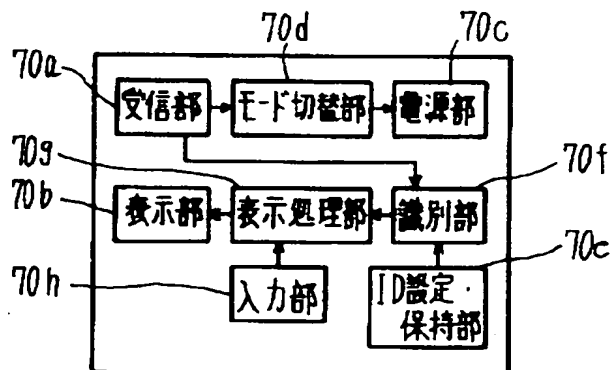 70d
70c
70a
受信部
モード切替部
電源部
70g
70f
70b
表示部
表示処理部
識別部
70h
入力部
ID設定・
保持部
70e